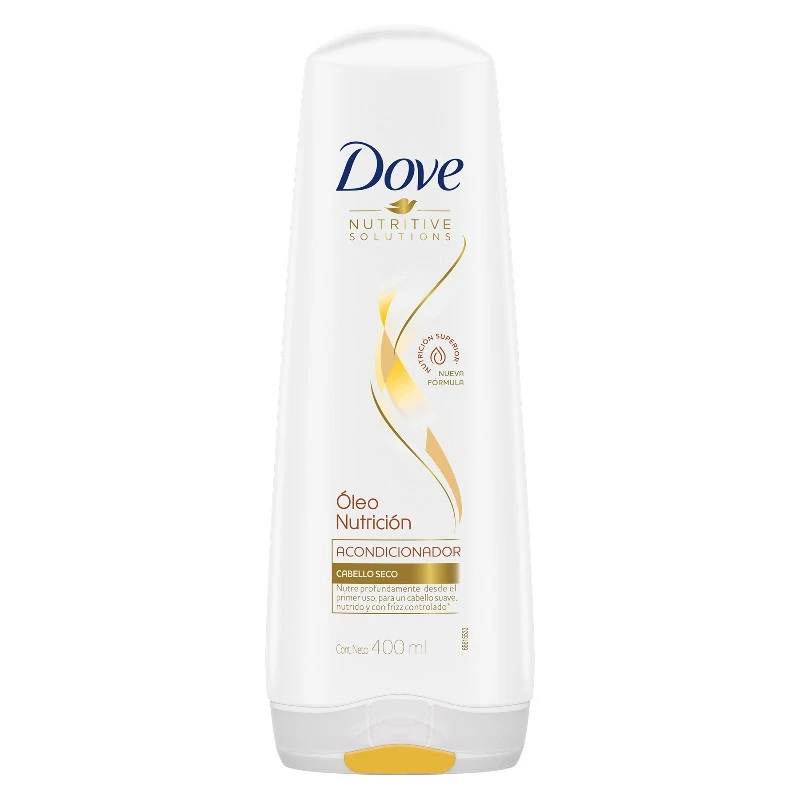 Dove
NUTRITIVE
SOLUTIONS
NUTRICIÓN SUPERIOR
NUEVA
FÓRMULA
Óleo
Nutrición
ACONDICIONADOR
CABELLO SECO
Nutre profundamente desde el
primer uso, para un cabello suave,
nutrido y con frizz controlado*
Cont. Neto 400 ml